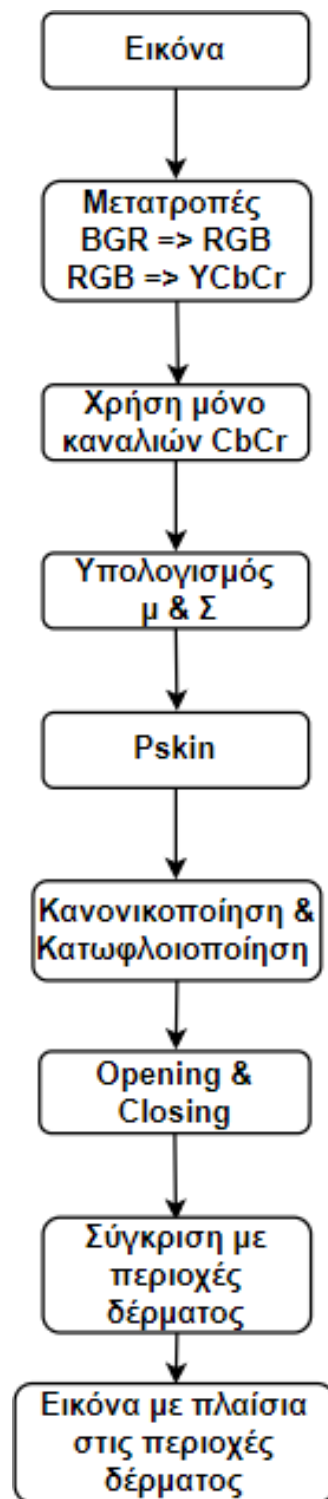 Εικόνα
Μετατροπές
BGR => RGB
RGB => YCbCr
Χρήση μόνο
καναλιών CbCr
Υπολογισμός
μ & Σ
Pskin
Κανονικοποίηση &
Κατωφλοιοποίηση
Opening &
Closing
Σύγκριση με
περιοχές
δέρματος
Εικόνα με πλαίσια
στις περιοχές
δέρματος